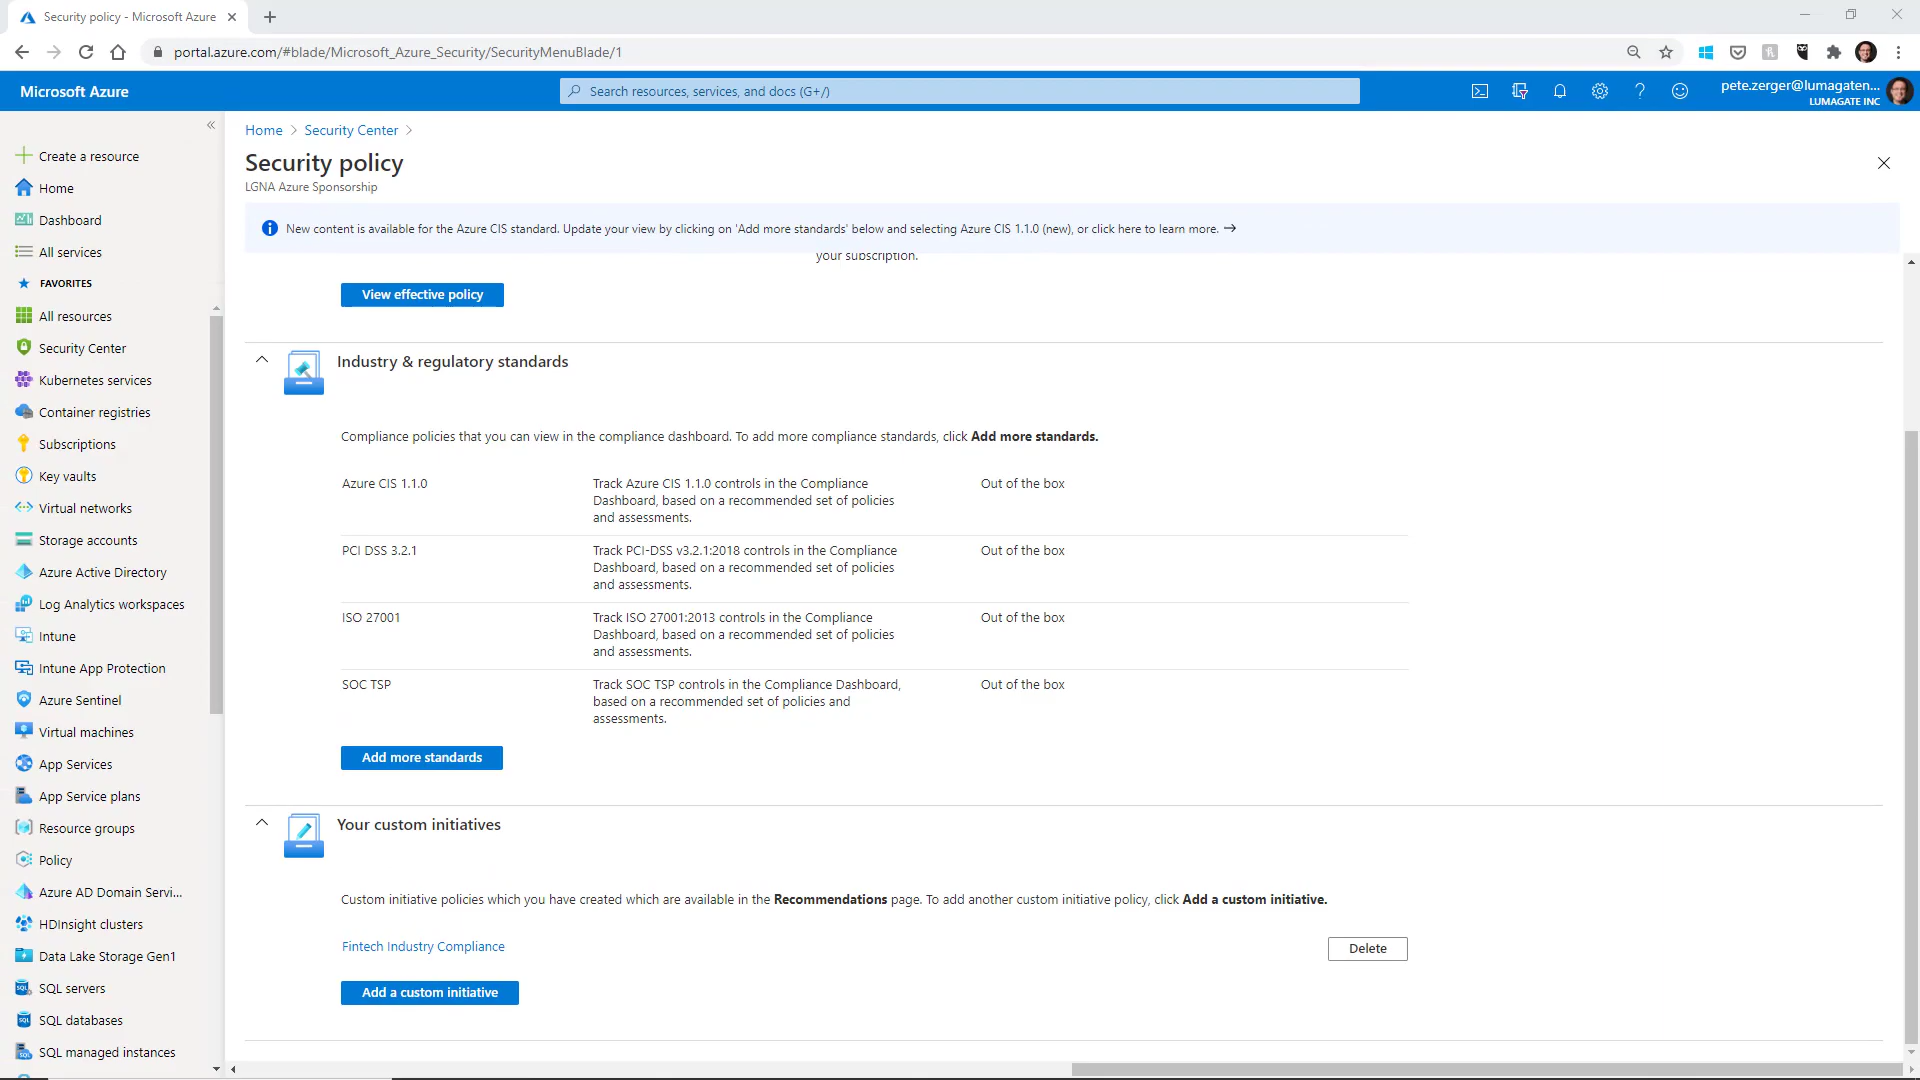 Security policy - Microsoft Azure
portal.azure.com/#blade/Microsoft_Azure_Security/SecurityMenuBlade/1
Microsoft Azure
Search resources, services, and docs (G+/)
pete.zerger@lumagaten...
LUMAGATE INC
Create a resource
Home
Dashboard
All services
FAVORITES
All resources
Security Center
Kubernetes services
Container registries
Subscriptions
Key vaults
Virtual networks
Storage accounts
Azure Active Directory
Log Analytics workspaces
Intune
Intune App Protection
Azure Sentinel
Virtual machines
App Services
App Service plans
Resource groups
Policy
Azure AD Domain Servi...
HDInsight clusters
Data Lake Storage Gen1
SQL servers
SQL databases
SQL managed instances
Home > Security Center >
Security policy
LGNA Azure Sponsorship
New content is available for the Azure CIS standard. Update your view by clicking on 'Add more standards' below and selecting Azure CIS 1.1.0 (new), or click here to learn more. →
your subscription.
View effective policy
Industry & regulatory standards
Compliance policies that you can view in the compliance dashboard. To add more compliance standards, click Add more standards.
Azure CIS 1.1.0
Track Azure CIS 1.1.0 controls in the Compliance
Dashboard, based on a recommended set of policies
and assessments.
Out of the box
PCI DSS 3.2.1
Track PCI-DSS v3.2.1:2018 controls in the Compliance
Dashboard, based on a recommended set of policies
and assessments.
Out of the box
ISO 27001
Track ISO 27001:2013 controls in the Compliance
Dashboard, based on a recommended set of policies
and assessments.
Out of the box
SOC TSP
Track SOC TSP controls in the Compliance Dashboard,
based on a recommended set of policies and
assessments.
Out of the box
Add more standards
Your custom initiatives
Custom initiative policies which you have created which are available in the Recommendations page. To add another custom initiative policy, click Add a custom initiative.
Fintech Industry Compliance
Delete
Add a custom initiative